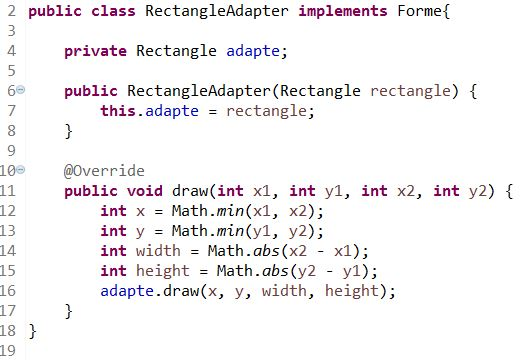 2 public class RectangleAdapter implements Forme{
3
4     private Rectangle adapte;
5
6     public RectangleAdapter(Rectangle rectangle) {
7         this.adapte = rectangle;
8     }
9
10     @Override
11     public void draw(int x1, int y1, int x2, int y2) {
12         int x = Math.min(x1, x2);
13         int y = Math.min(y1, y2);
14         int width = Math.abs(x2 - x1);
15         int height = Math.abs(y2 - y1);
16         adapte.draw(x, y, width, height);
17     }
18 }
19